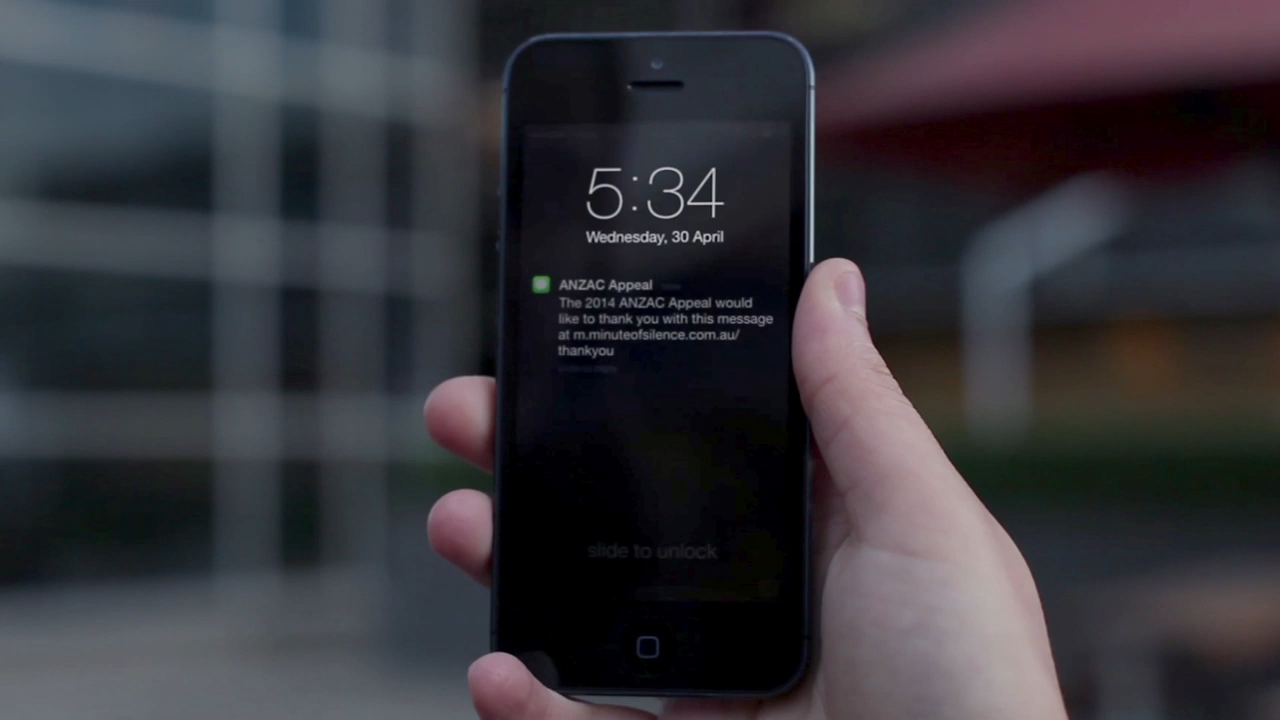 5:34
Wednesday, 30 April
ANZAC Appeal
The 2014 ANZAC Appeal would
like to thank you with this message
at m.minuteofsilence.com.au/
thankyou
slide to unlock